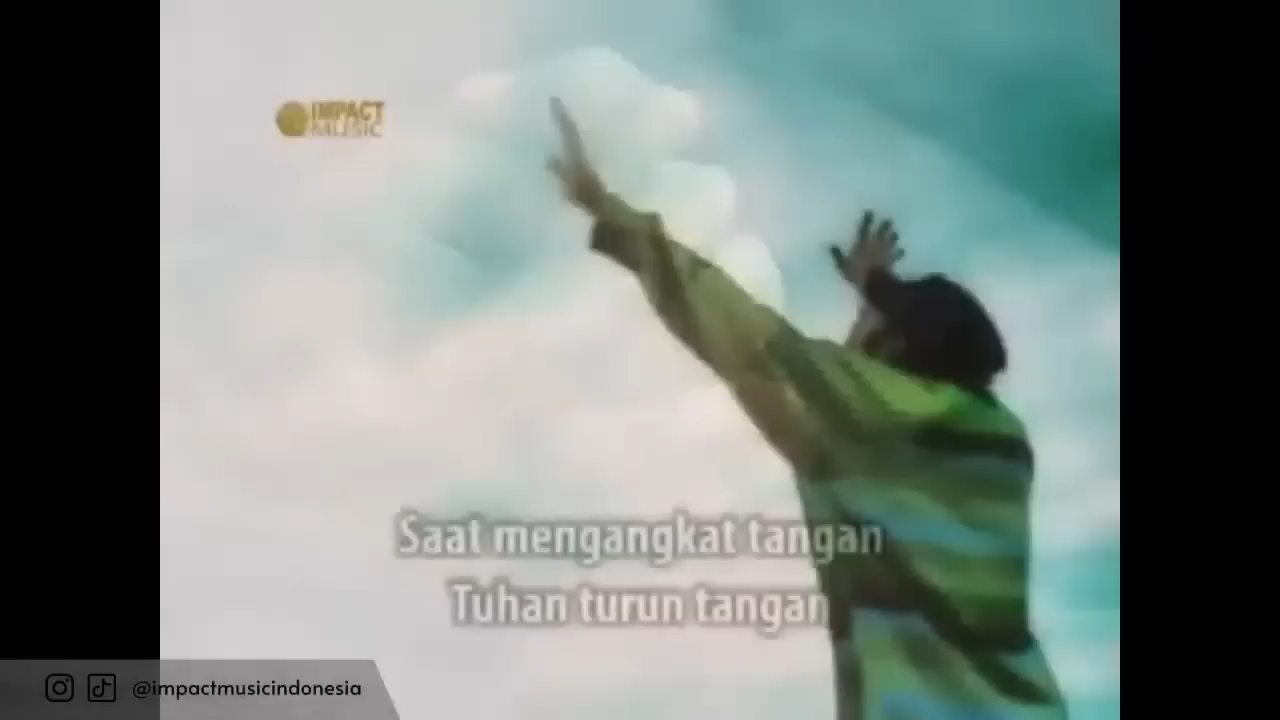 IMPACT
MUSIC
Saat mengangkat tangan
Tuhan turun tangan
@impactmusicindonesia